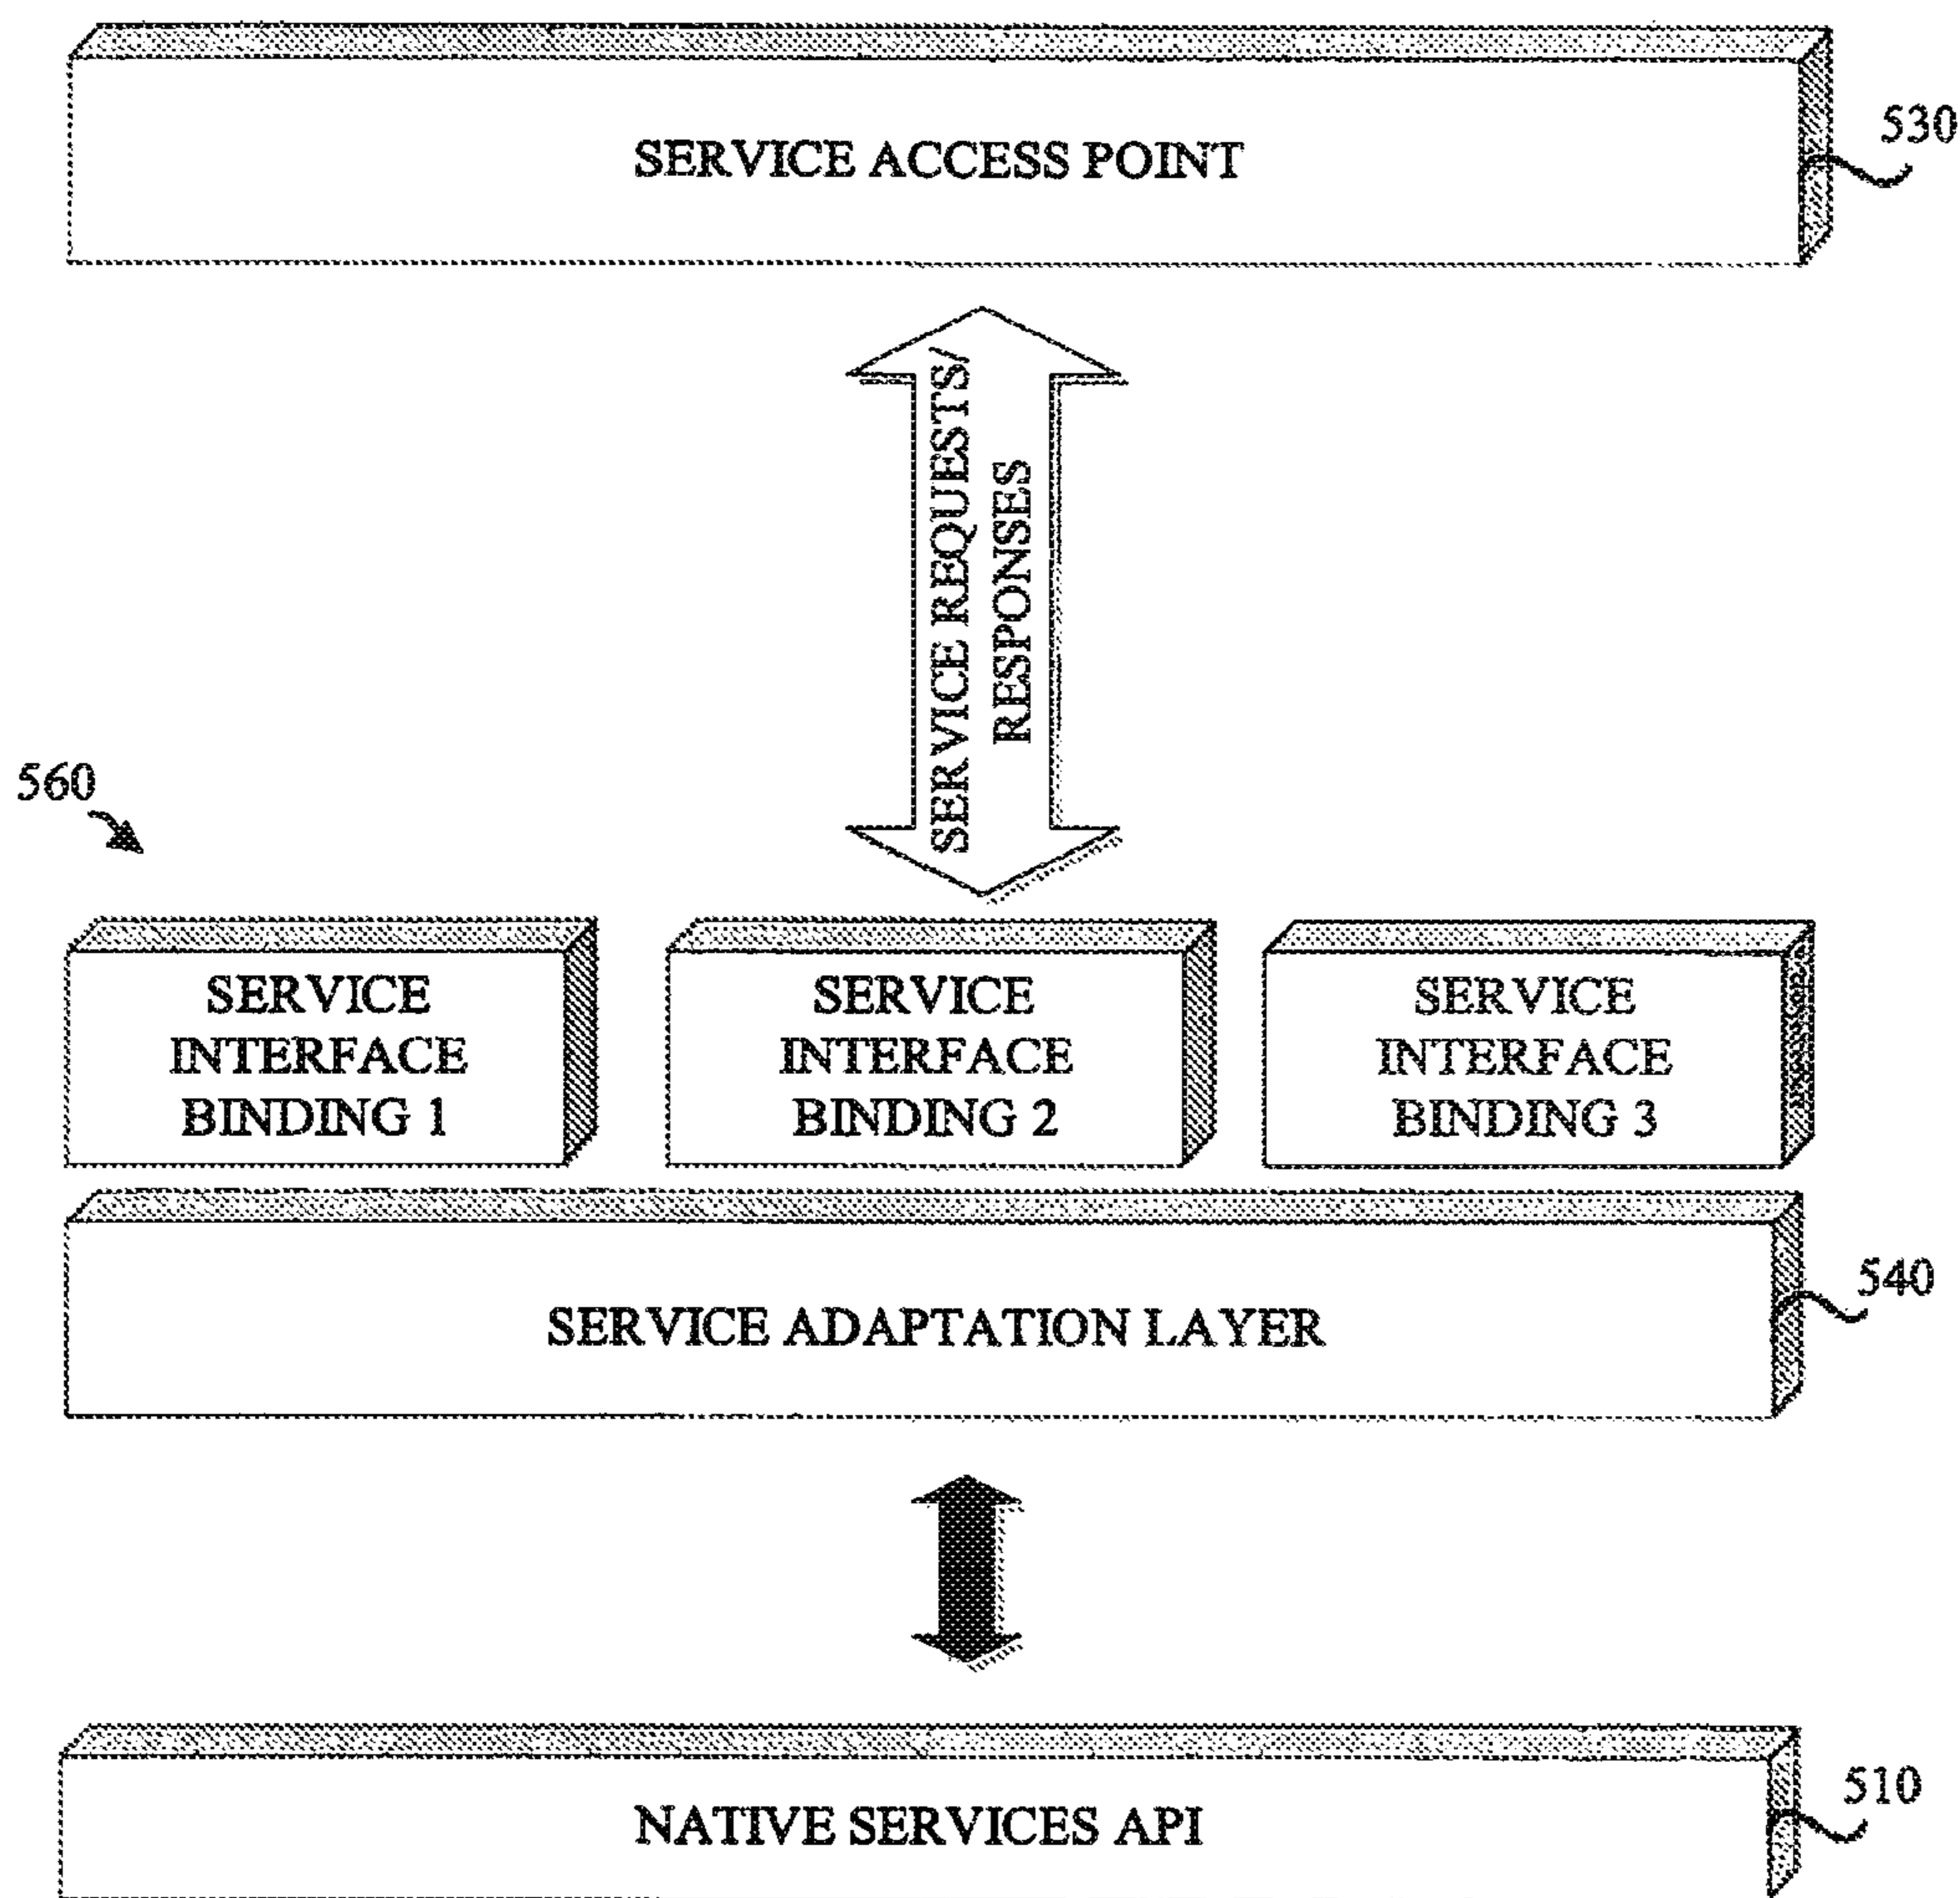 SERVICE ACCESS POINT
530
SERVICE REQUESTS/
RESPONSES
560
SERVICE
INTERFACE
BINDING 1
SERVICE
INTERFACE
BINDING 2
SERVICE
INTERFACE
BINDING 3
SERVICE ADAPTATION LAYER
540
NATIVE SERVICES API
510